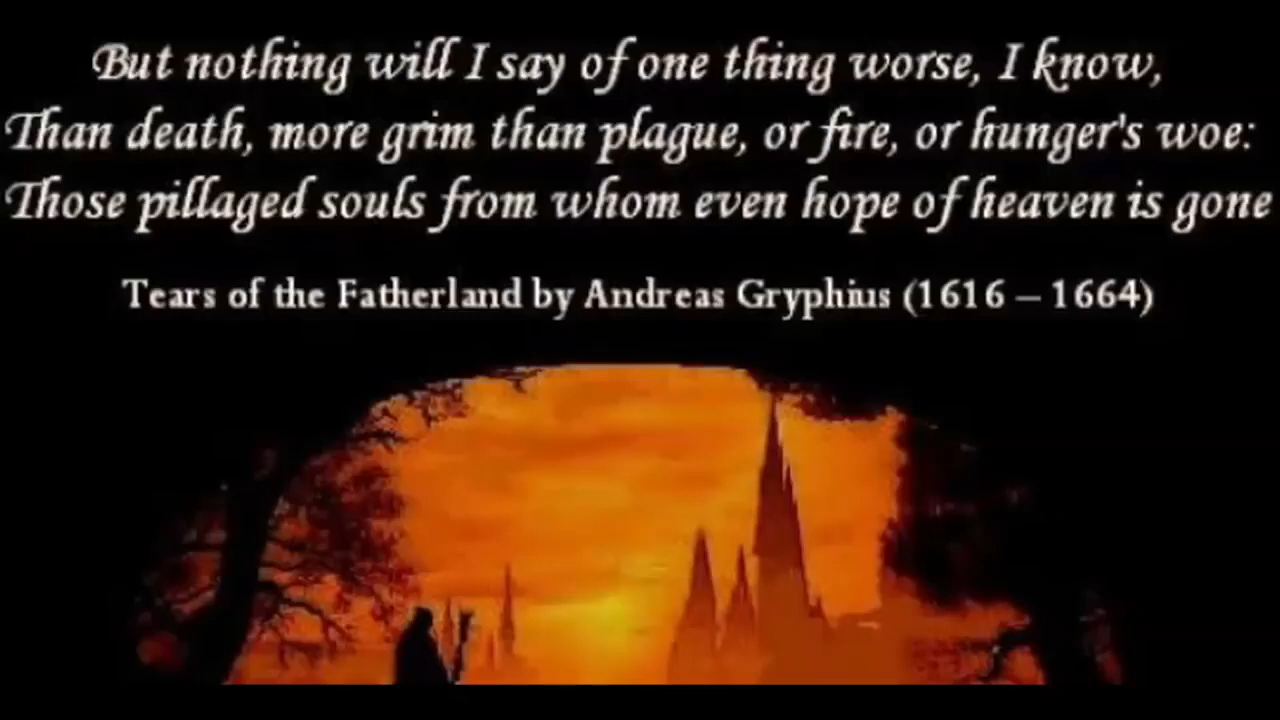 But nothing will I say of one thing worse, I know,
Than death, more grim than plague, or fire, or hunger's woe:
Those pillaged souls from whom even hope of heaven is gone
Tears of the Fatherland by Andreas Gryphius (1616 – 1664)